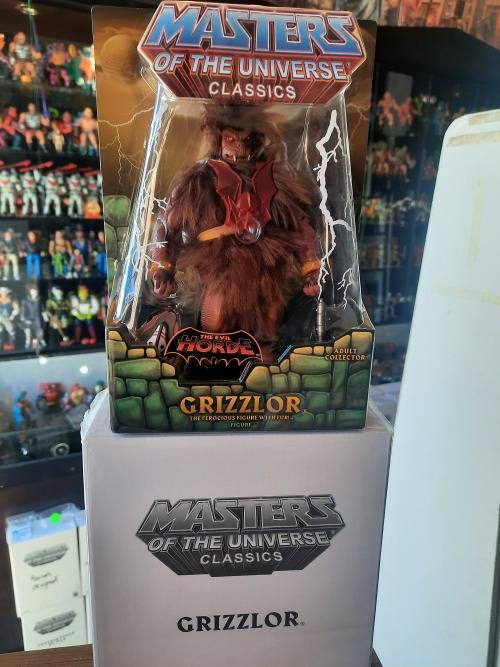 MASTERS
OF THE UNIVERSE®
CLASSICS
THE EVIL
HORDE
ADULT
COLLECTOR
GRIZZLOR®
THE FEROCIOUS FIGURE WITH FUR!
FIGURE
MASTERS
OF THE UNIVERSE®
CLASSICS
GRIZZLOR®